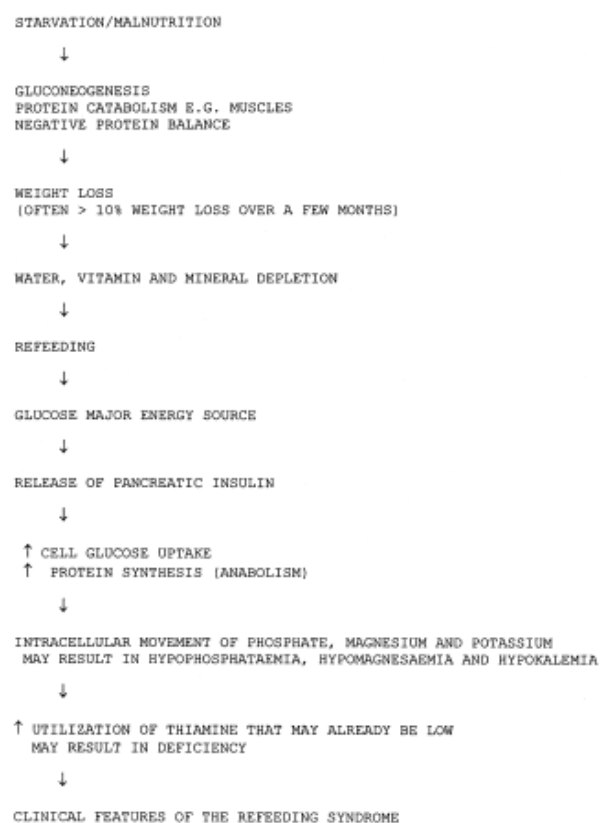 STARVATION/MALNUTRITION
↓
GLUCONEOGENESIS
PROTEIN CATABOLISM E.G. MUSCLES
NEGATIVE PROTEIN BALANCE
↓
WEIGHT LOSS
(OFTEN > 10% WEIGHT LOSS OVER A FEW MONTHS)
↓
WATER, VITAMIN AND MINERAL DEPLETION
↓
REFEEDING
↓
GLUCOSE MAJOR ENERGY SOURCE
↓
RELEASE OF PANCREATIC INSULIN
↓
↑ CELL GLUCOSE UPTAKE
↑ PROTEIN SYNTHESIS (ANABOLISM)
↓
INTRACELLULAR MOVEMENT OF PHOSPHATE, MAGNESIUM AND POTASSIUM
MAY RESULT IN HYPOPHOSPHATAEMIA, HYPOMAGNESAEMIA AND HYPOKALEMIA
↓
↑ UTILIZATION OF THIAMINE THAT MAY ALREADY BE LOW
MAY RESULT IN DEFICIENCY
↓
CLINICAL FEATURES OF THE REFEEDING SYNDROME